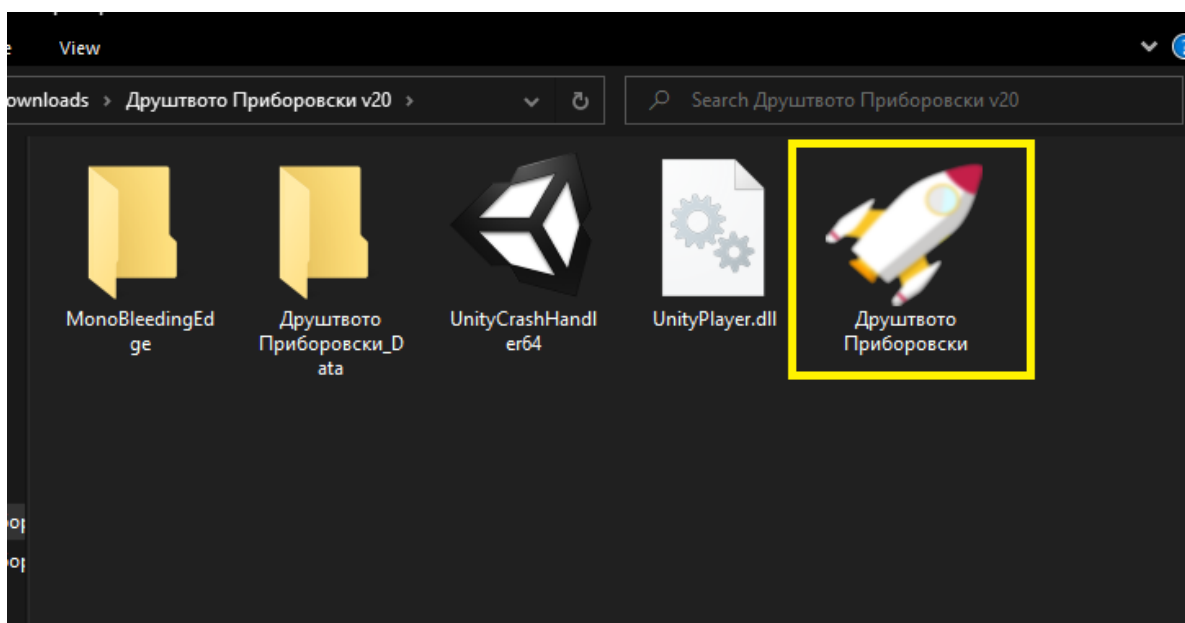 View
ownloads > Друштвото Приборовски v20 >
Search Друштвото Приборовски v20
MonoBleedingEd
ge
Друштвото
Приборовски_D
ata
UnityCrashHandl
er64
UnityPlayer.dll
Друштвото
Приборовски